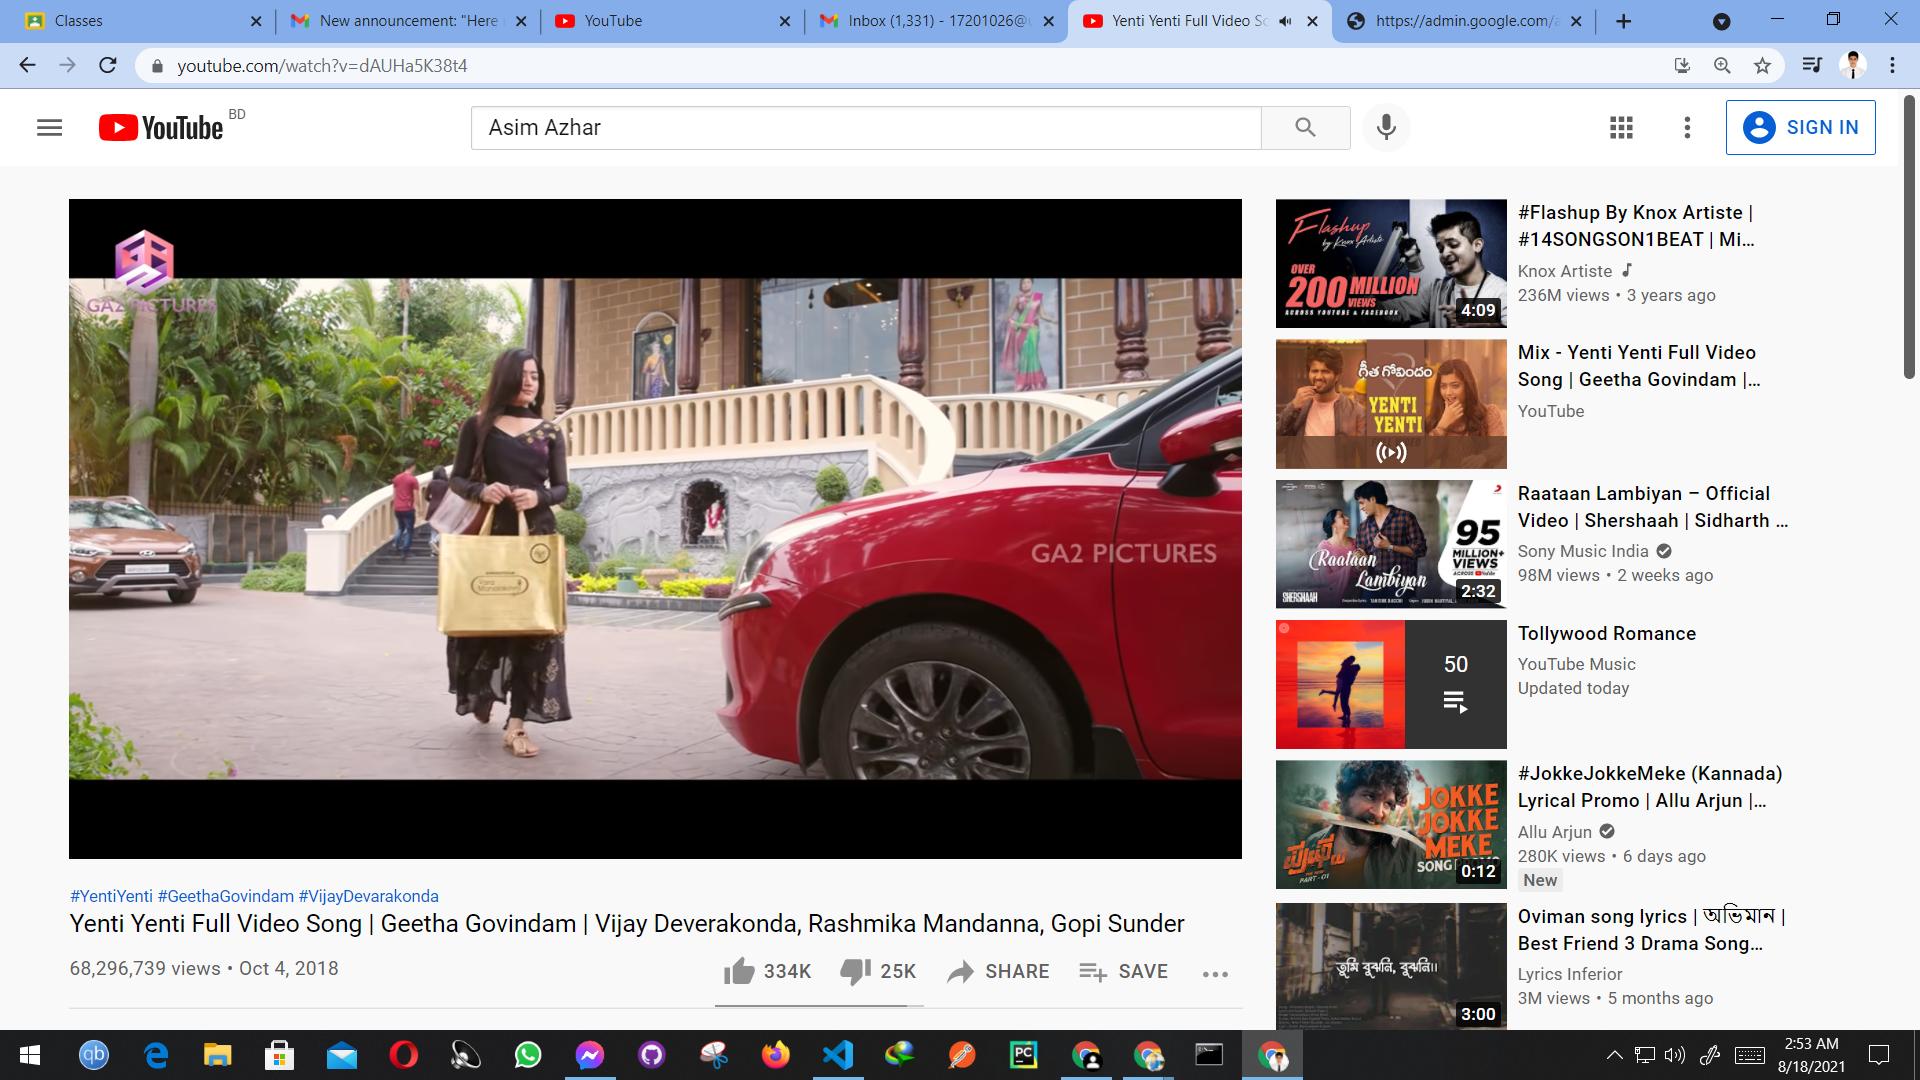 Classes
New announcement: "Here
YouTube
Inbox (1,331) - 17201026@
Yenti Yenti Full Video So
https://admin.google.com/a
youtube.com/watch?v=dAUHa5K38t4
YouTube
BD
Asim Azhar
SIGN IN
GA2 PICTURES
GA2 PICTURES
#YentiYenti #GeethaGovindam #VijayDevarakonda
Yenti Yenti Full Video Song | Geetha Govindam | Vijay Deverakonda, Rashmika Mandanna, Gopi Sunder
68,296,739 views • Oct 4, 2018
334K
25K
SHARE
SAVE
Flashup
by Knox Artiste
OVER
200 MILLION
VIEWS
ACROSS YOUTUBE & FACEBOOK
4:09
#Flashup By Knox Artiste |
#14SONGSON1BEAT | Mi...
Knox Artiste
236M views • 3 years ago
గీత గోవిందం
YENTI
YENTI
Mix - Yenti Yenti Full Video
Song | Geetha Govindam |...
YouTube
95
MILLION+
VIEWS
Raataan
Lambiyan
SHERSHAAH
2:32
Raataan Lambiyan – Official
Video | Shershaah | Sidharth ...
Sony Music India
98M views • 2 weeks ago
50
Tollywood Romance
YouTube Music
Updated today
JOKKE
JOKKE
MEKE
SONG
PART-01
0:12
#JokkeJokkeMeke (Kannada)
Lyrical Promo | Allu Arjun |...
Allu Arjun
280K views • 6 days ago
New
তুমি বুঝনি, বুঝনি।।
3:00
Oviman song lyrics | অভিমান |
Best Friend 3 Drama Song...
Lyrics Inferior
3M views • 5 months ago
qb
PC
2:53 AM
8/18/2021